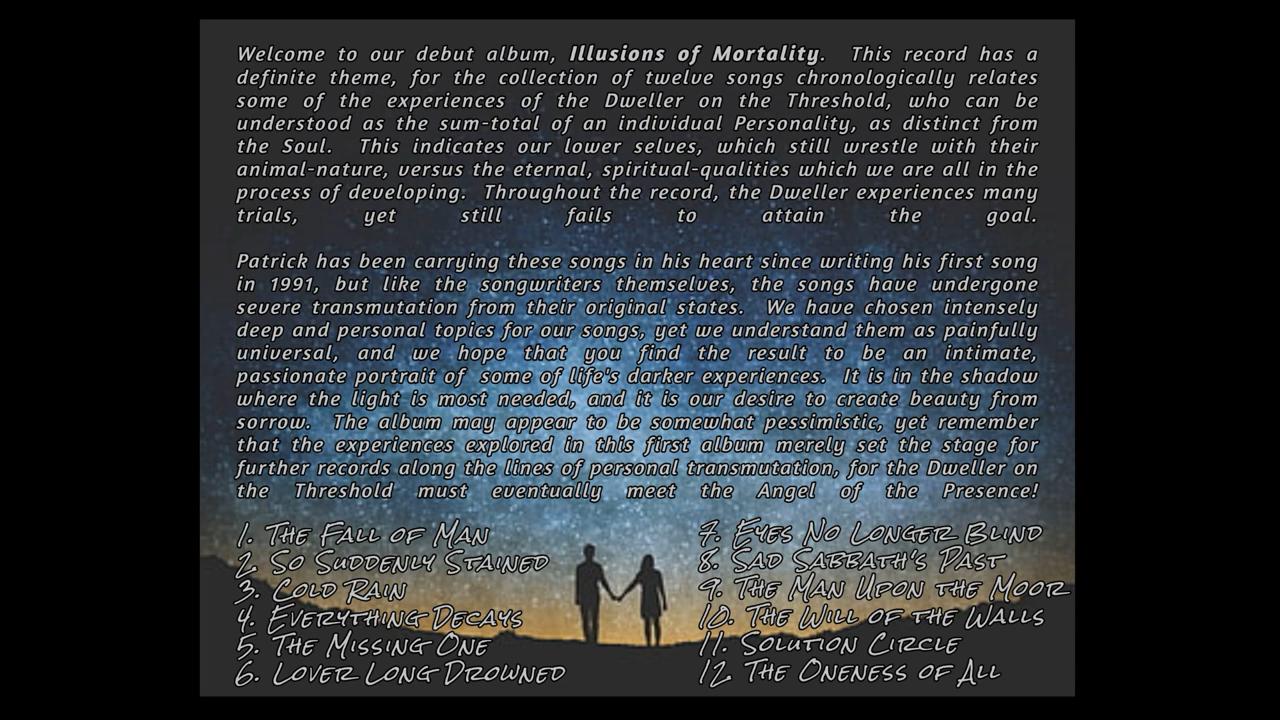 Welcome to our debut album, Illusions of Mortality. This record has a
definite theme, for the collection of twelve songs chronologically relates
some of the experiences of the Dweller on the Threshold, who can be
understood as the sum-total of an individual Personality, as distinct from
the Soul. This indicates our lower selves, which still wrestle with their
animal-nature, versus the eternal, spiritual-qualities which we are all in the
process of developing. Throughout the record, the Dweller experiences many
trials, yet still fails to attain the goal.
Patrick has been carrying these songs in his heart since writing his first song
in 1991, but like the songwriters themselves, the songs have undergone
severe transmutation from their original states. We have chosen intensely
deep and personal topics for our songs, yet we understand them as painfully
universal, and we hope that you find the result to be an intimate,
passionate portrait of some of life's darker experiences. It is in the shadow
where the light is most needed, and it is our desire to create beauty from
sorrow. The album may appear to be somewhat pessimistic, yet remember
that the experiences explored in this first album merely set the stage for
further records along the lines of personal transmutation, for the Dweller on
the Threshold must eventually meet the Angel of the Presence!
1. The Fall of Man
2. So Suddenly Stained
3. Cold Rain
4. Everything Decays
5. The Missing One
6. Lover Long Drowned
7. Eyes No Longer Blind
8. Sad Sabbath's Past
9. The Man Upon the Moor
10. The Will of the Walls
11. Solution Circle
12. The Oneness of All